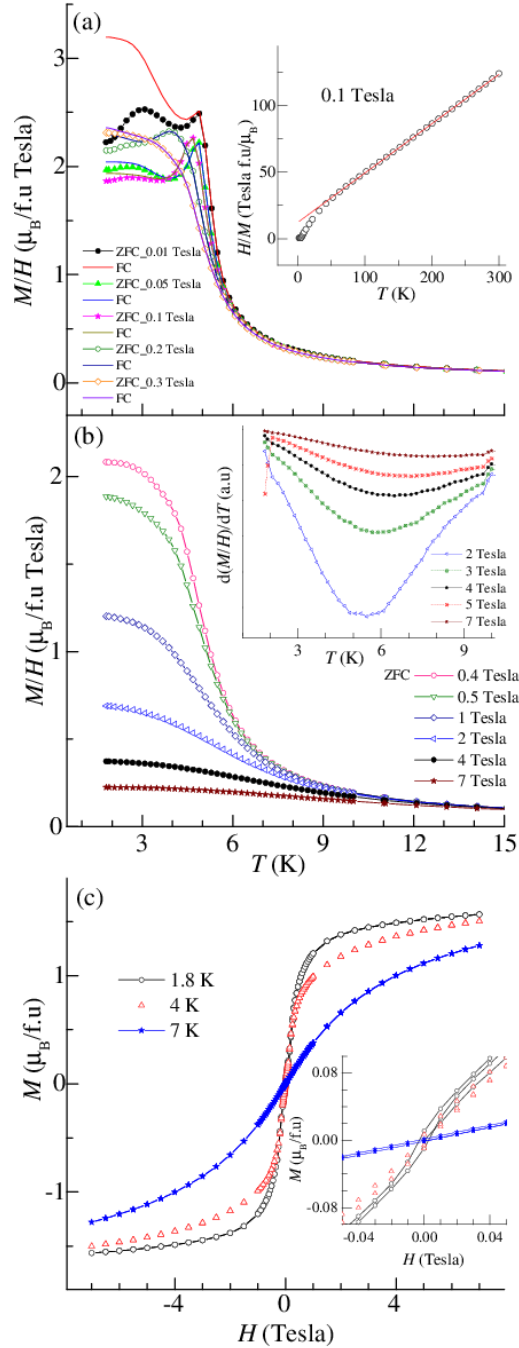 (a)
3
2
1
0
M/H (μB/f.u Tesla)
ZFC_0.01 Tesla
FC
ZFC_0.05 Tesla
FC
ZFC_0.1 Tesla
FC
ZFC_0.2 Tesla
FC
ZFC_0.3 Tesla
FC
0.1 Tesla
100
50
0
H/M (Tesla f.u/μB)
0 100 200 300
T (K)
(b)
2
1
0
M/H (μB/f.u Tesla)
d(M/H)/dT (a.u)
2 Tesla
3 Tesla
4 Tesla
5 Tesla
7 Tesla
3 6 9
T (K)
ZFC 0.4 Tesla
0.5 Tesla
1 Tesla
2 Tesla
4 Tesla
7 Tesla
3 6 9 12 15
T (K)
(c)
1
0
-1
M (μB/f.u)
1.8 K
4 K
7 K
0.08
0.00
-0.08
M (μB/f.u)
-0.04 0.00 0.04
H (Tesla)
-4 0 4
H (Tesla)